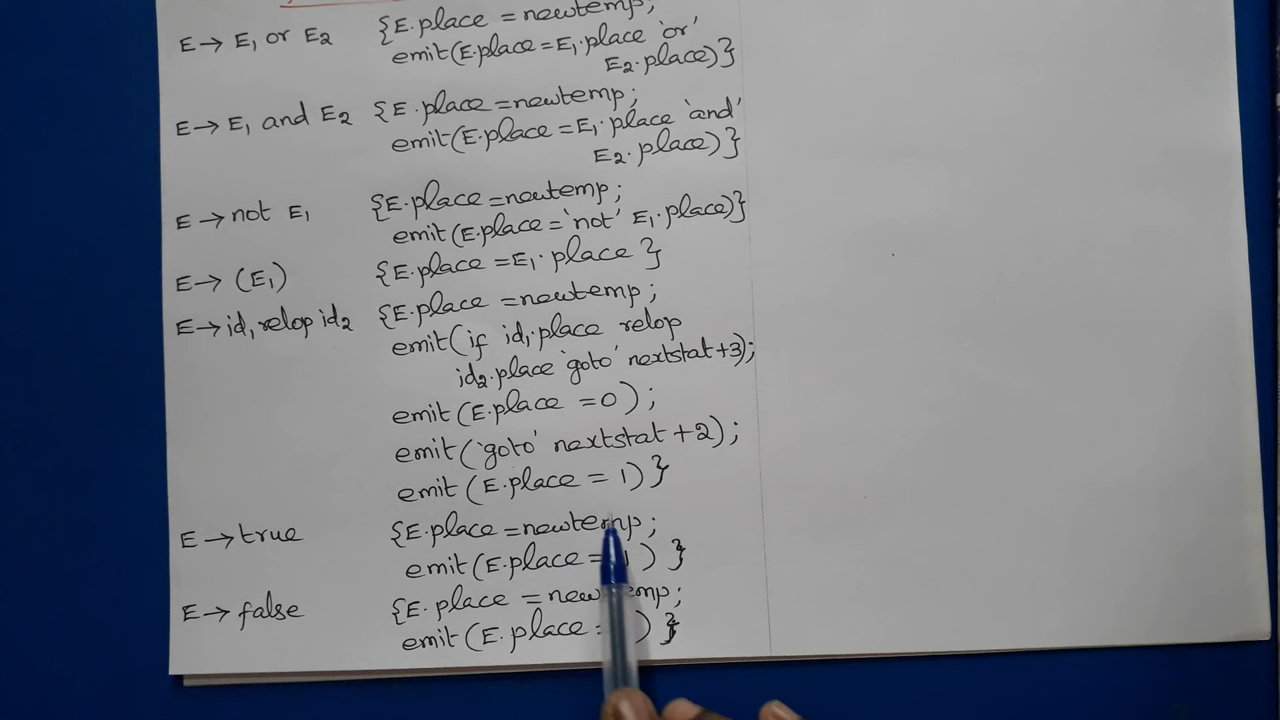 E → E₁ or E₂ {E.place = newtemp;
emit(E.place = E₁.place 'or'
E₂.place)}
E → E₁ and E₂ {E.place = newtemp;
emit(E.place = E₁.place 'and'
E₂.place)}
E → not E₁ {E.place = newtemp;
emit(E.place = 'not' E₁.place)}
E → (E₁) {E.place = E₁.place }
E → id₁ relop id₂ {E.place = newtemp;
emit(if id₁.place relop
id₂.place 'goto' nextstat+3);
emit(E.place = 0);
emit('goto' nextstat + 2);
emit(E.place = 1)}
E → true {E.place = newtemp;
emit(E.place = 1) }
E → false {E.place = newtemp;
emit(E.place = ) }